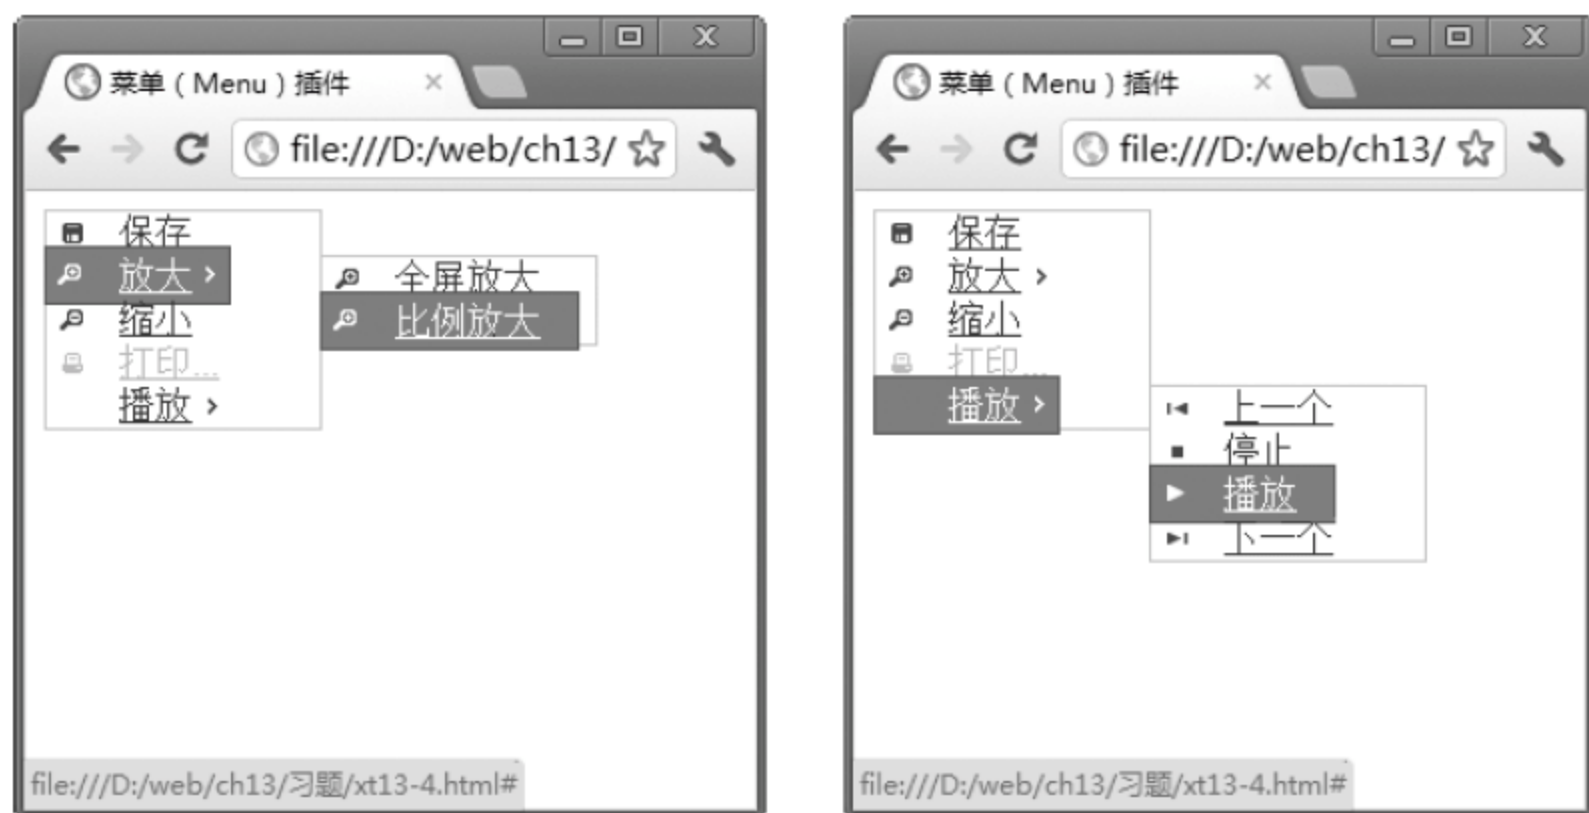 菜单（Menu）插件
file:///D:/web/ch13/
保存
放大
缩小
打印...
播放
全屏放大
比例放大
file:///D:/web/ch13/习题/xt13-4.html#
菜单（Menu）插件
file:///D:/web/ch13/
保存
放大
缩小
打印...
播放
上一个
停止
播放
下一个
file:///D:/web/ch13/习题/xt13-4.html#